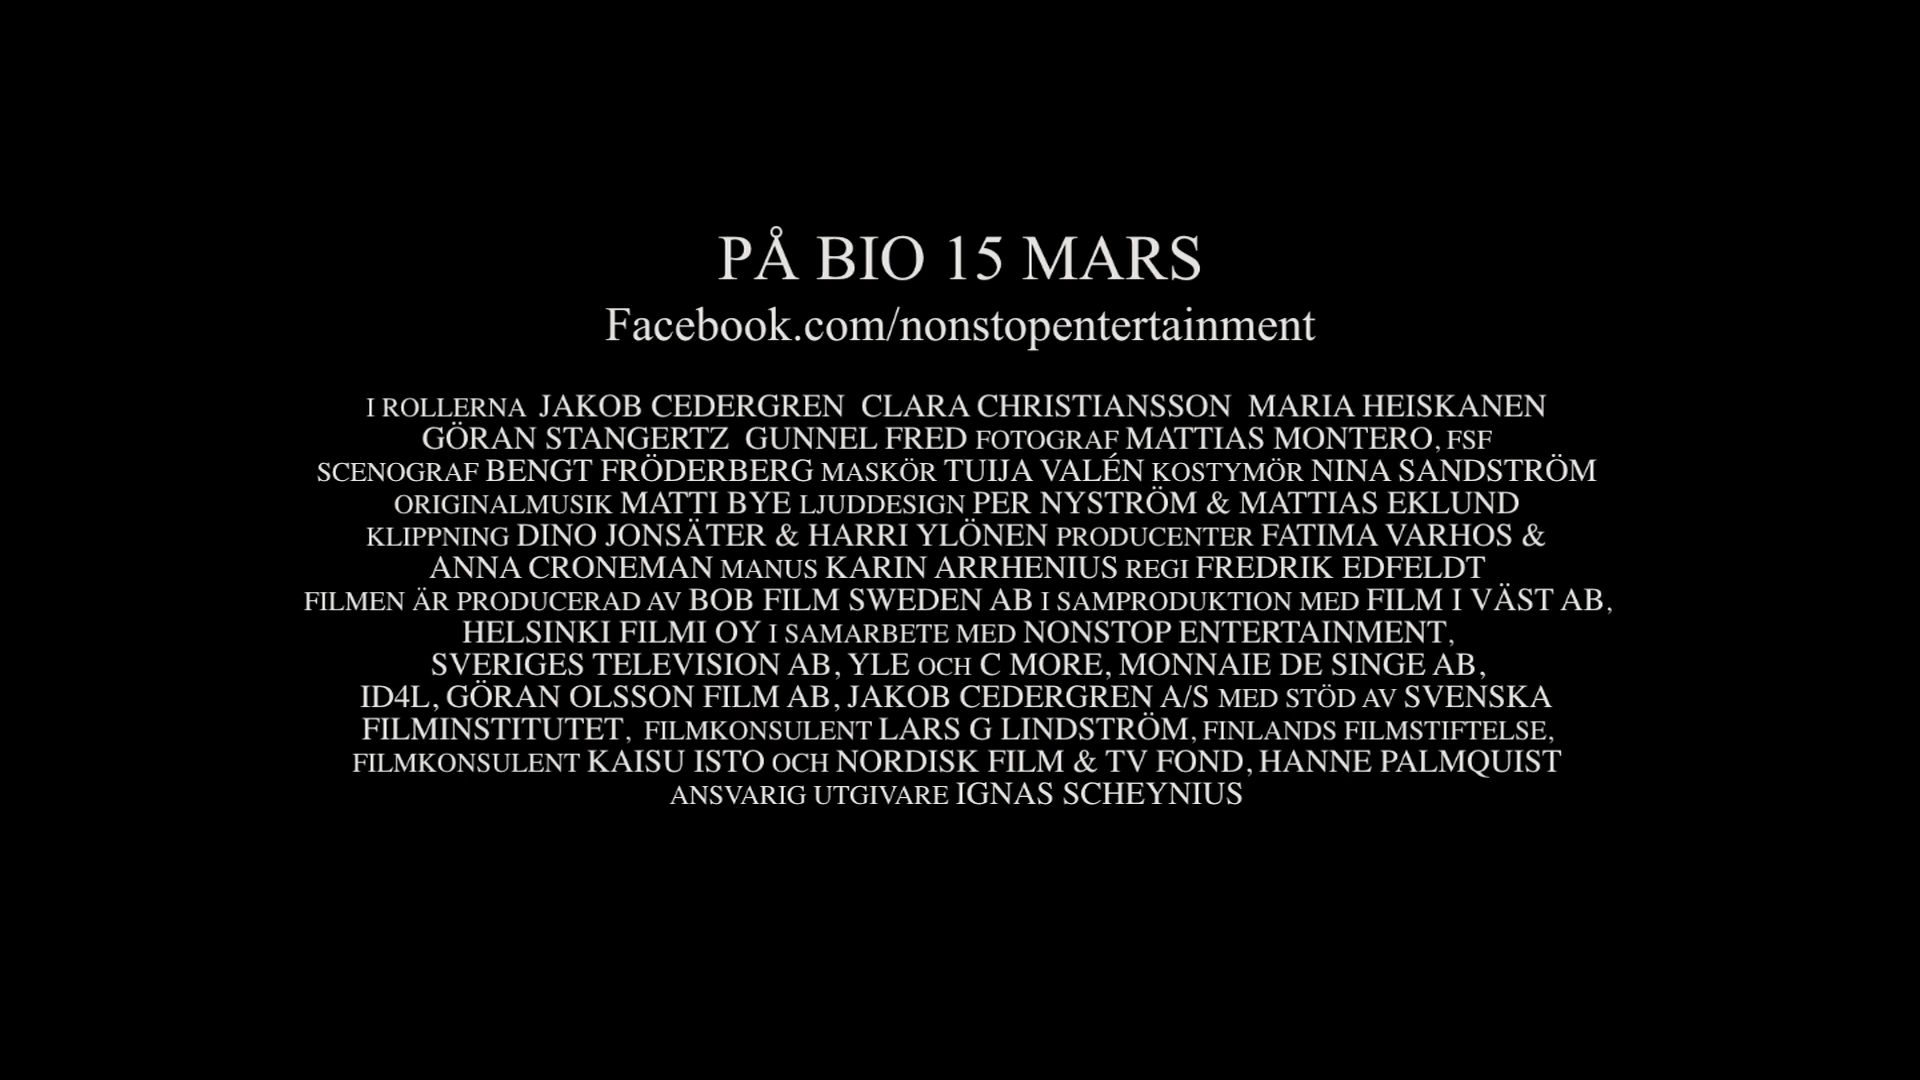 PÅ BIO 15 MARS
Facebook.com/nonstopentertainment
I ROLLERNA JAKOB CEDERGREN CLARA CHRISTIANSSON MARIA HEISKANEN
GÖRAN STANGERTZ GUNNEL FRED FOTOGRAF MATTIAS MONTERO, FSF
SCENOGRAF BENGT FRÖDERBERG MASKÖR TUIJA VALÉN KOSTYMÖR NINA SANDSTRÖM
ORIGINALMUSIK MATTI BYE LJUDDESIGN PER NYSTRÖM & MATTIAS EKLUND
KLIPPNING DINO JONSÄTER & HARRI YLÖNEN PRODUCENTER FATIMA VARHOS &
ANNA CRONEMAN MANUS KARIN ARRHENIUS REGI FREDRIK EDFELDT
FILMEN ÄR PRODUCERAD AV BOB FILM SWEDEN AB I SAMPRODUKTION MED FILM I VÄST AB,
HELSINKI FILMI OY I SAMARBETE MED NONSTOP ENTERTAINMENT,
SVERIGES TELEVISION AB, YLE OCH C MORE, MONNAIE DE SINGE AB,
ID4L, GÖRAN OLSSON FILM AB, JAKOB CEDERGREN A/S MED STÖD AV SVENSKA
FILMINSTITUTET, FILMKONSULENT LARS G LINDSTRÖM, FINLANDS FILMSTIFTELSE,
FILMKONSULENT KAISU ISTO OCH NORDISK FILM & TV FOND, HANNE PALMQUIST
ANSVARIG UTGIVARE IGNAS SCHEYNIUS